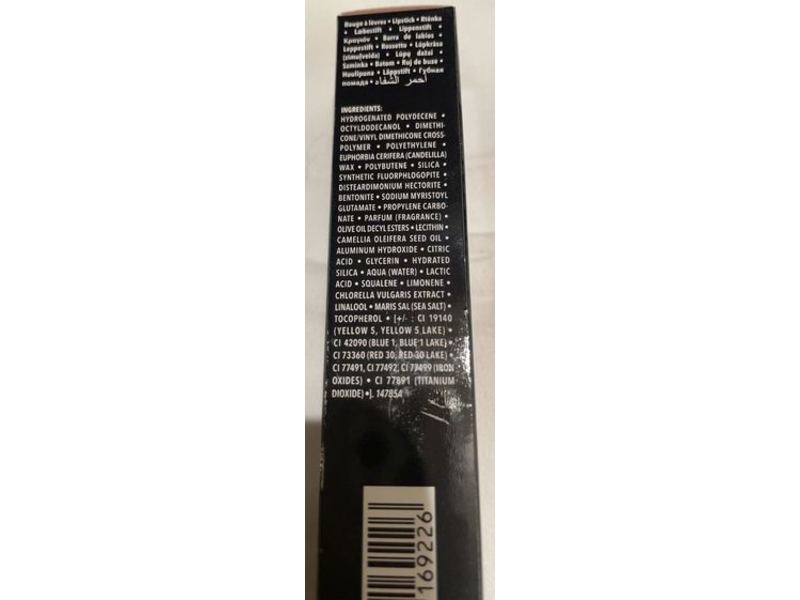 Rouge à lèvres • Lipstick • Rtěnka
• Læbestift • Lippenstift •
Κραγιόν • Barra de labios •
Leppestift • Rossetto • Lūpkrāsa
(zīmuļveida) • Lūpų dažai •
Szminka • Batom • Ruj de buze •
Huulipuna • Läppstift • Губная
помада • أحمر الشفاه
INGREDIENTS:
HYDROGENATED POLYDECENE •
OCTYLDODECANOL • DIMETHI-
CONE/VINYL DIMETHICONE CROSS-
POLYMER • POLYETHYLENE •
EUPHORBIA CERIFERA (CANDELILLA)
WAX • POLYBUTENE • SILICA •
SYNTHETIC FLUORPHLOGOPITE •
DISTEARDIMONIUM HECTORITE •
BENTONITE • SODIUM MYRISTOYL
GLUTAMATE • PROPYLENE CARBO-
NATE • PARFUM (FRAGRANCE) •
OLIVE OIL DECYL ESTERS • LECITHIN •
CAMELLIA OLEIFERA SEED OIL •
ALUMINUM HYDROXIDE • CITRIC
ACID • GLYCERIN • HYDRATED
SILICA • AQUA (WATER) • LACTIC
ACID • SQUALENE • LIMONENE •
CHLORELLA VULGARIS EXTRACT •
LINALOOL • MARIS SAL (SEA SALT) •
TOCOPHEROL • [+/- : CI 19140
(YELLOW 5, YELLOW 5 LAKE) •
CI 42090 (BLUE 1, BLUE 1 LAKE) •
CI 73360 (RED 30, RED 30 LAKE) •
CI 77491, CI 77492, CI 77499 (IRON
OXIDES) • CI 77891 (TITANIUM
DIOXIDE) •]. 147854
169226